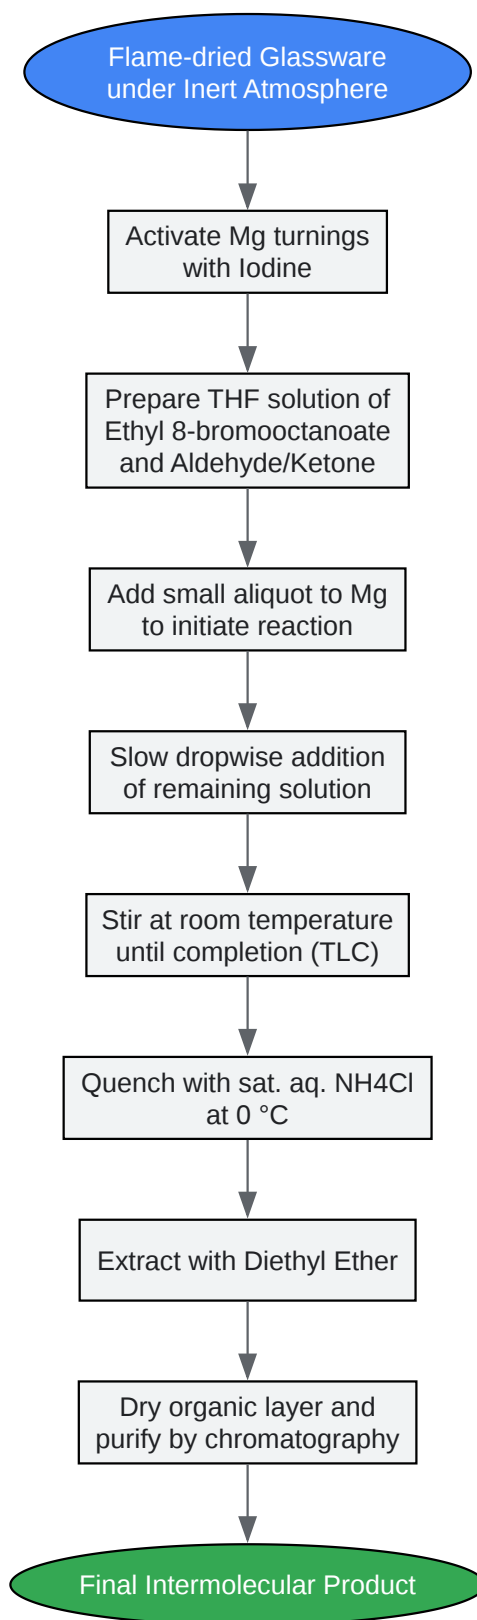 Flame-dried Glassware
under Inert Atmosphere
Activate Mg turnings
with Iodine
Prepare THF solution of
Ethyl 8-bromooctanoate
and Aldehyde/Ketone
Add small aliquot to Mg
to initiate reaction
Slow dropwise addition
of remaining solution
Stir at room temperature
until completion (TLC)
Quench with sat. aq. NH4Cl
at 0 °C
Extract with Diethyl Ether
Dry organic layer and
purify by chromatography
Final Intermolecular Product